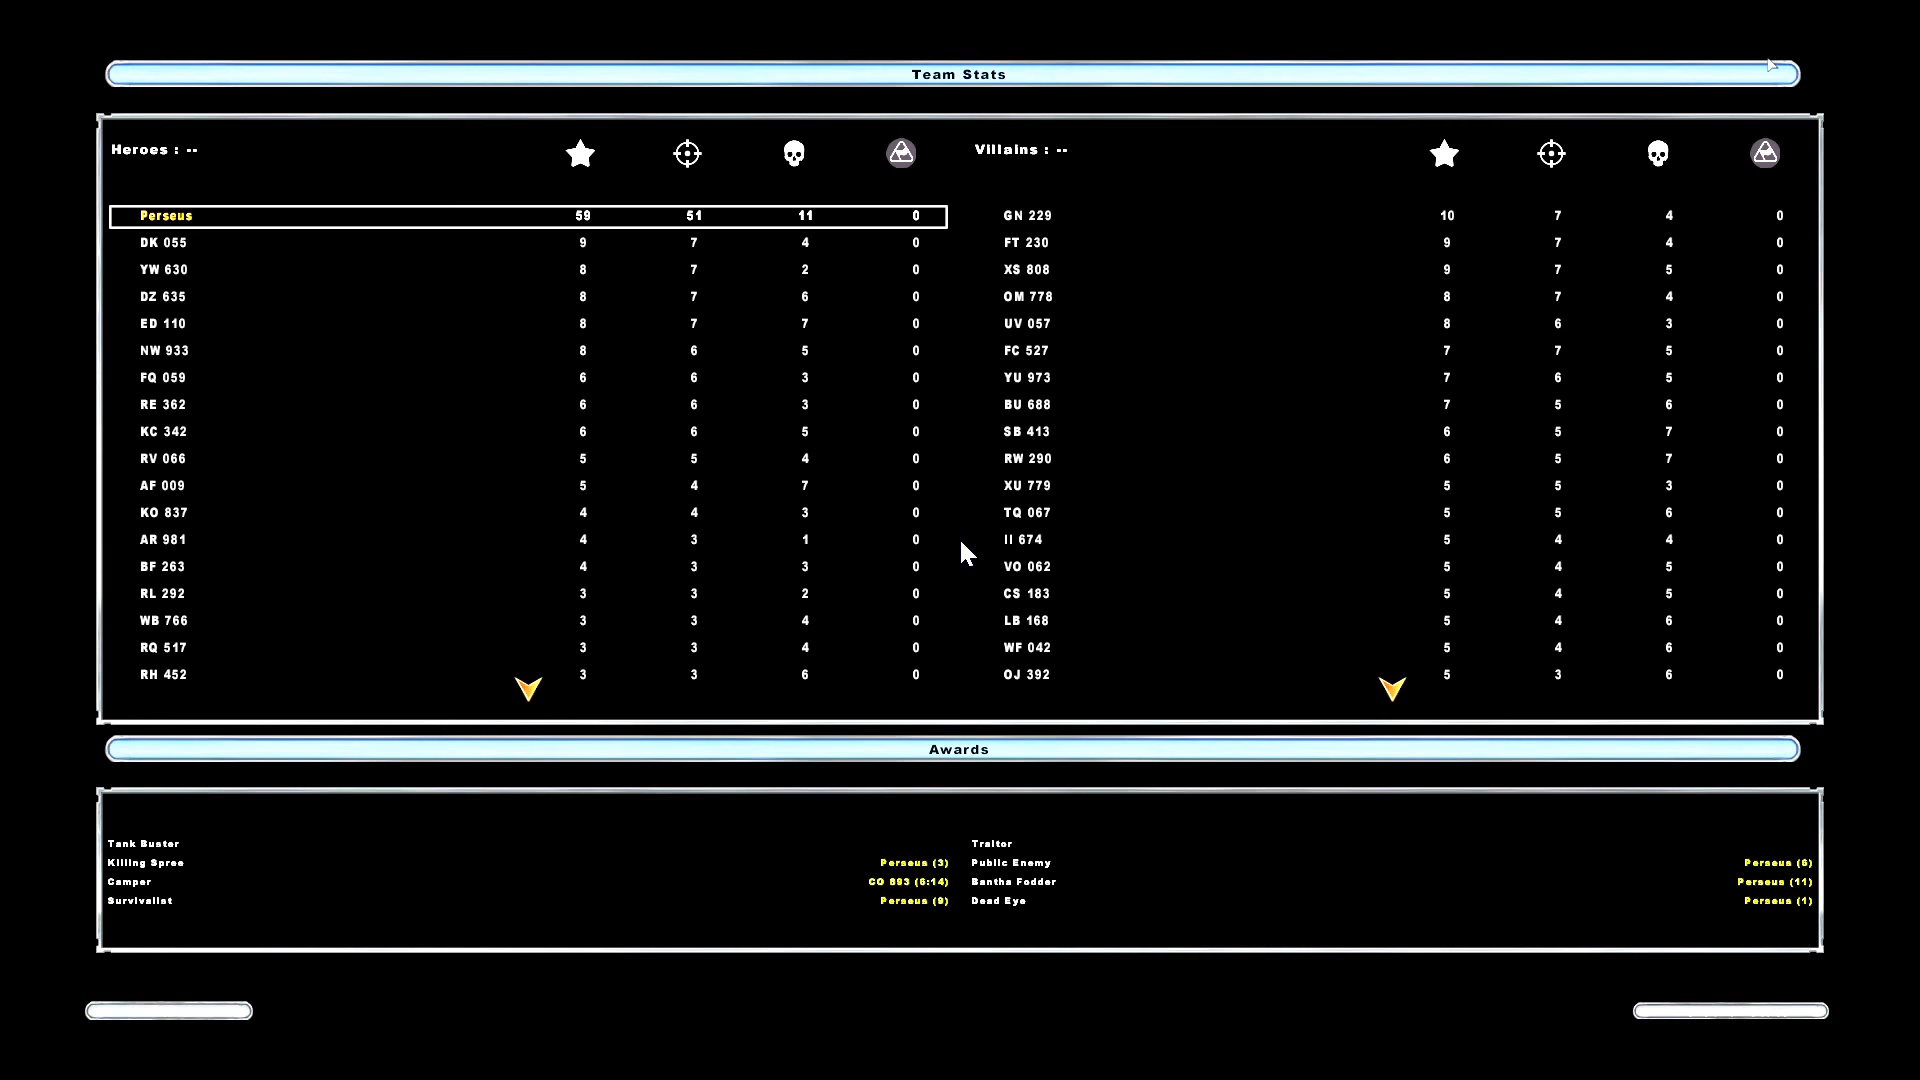 Team Stats
Heroes : -- Villains : --
Perseus 59 51 11 0 GN 229 10 7 4 0
DK 055 9 7 4 0 FT 230 9 7 4 0
YW 630 8 7 2 0 XS 808 9 7 5 0
DZ 635 8 7 6 0 OM 778 8 7 4 0
ED 110 8 7 7 0 UV 057 8 6 3 0
NW 933 8 6 5 0 FC 527 7 7 5 0
FQ 059 6 6 3 0 YU 973 7 6 5 0
RE 362 6 6 3 0 BU 688 7 5 6 0
KC 342 6 6 5 0 SB 413 6 5 7 0
RV 066 5 5 4 0 RW 290 6 5 7 0
AF 009 5 4 7 0 XU 779 5 5 3 0
KO 837 4 4 3 0 TQ 067 5 5 6 0
AR 981 4 3 1 0 II 674 5 4 4 0
BF 263 4 3 3 0 VO 062 5 4 5 0
RL 292 3 3 2 0 CS 183 5 4 5 0
WB 766 3 3 4 0 LB 168 5 4 6 0
RQ 517 3 3 4 0 WF 042 5 4 6 0
RH 452 3 3 6 0 OJ 392 5 3 6 0
Awards
Tank Buster Traitor
Killing Spree Perseus (3) Public Enemy Perseus (6)
Camper CO 893 (6:14) Bantha Fodder Perseus (11)
Survivalist Perseus (9) Dead Eye Perseus (1)